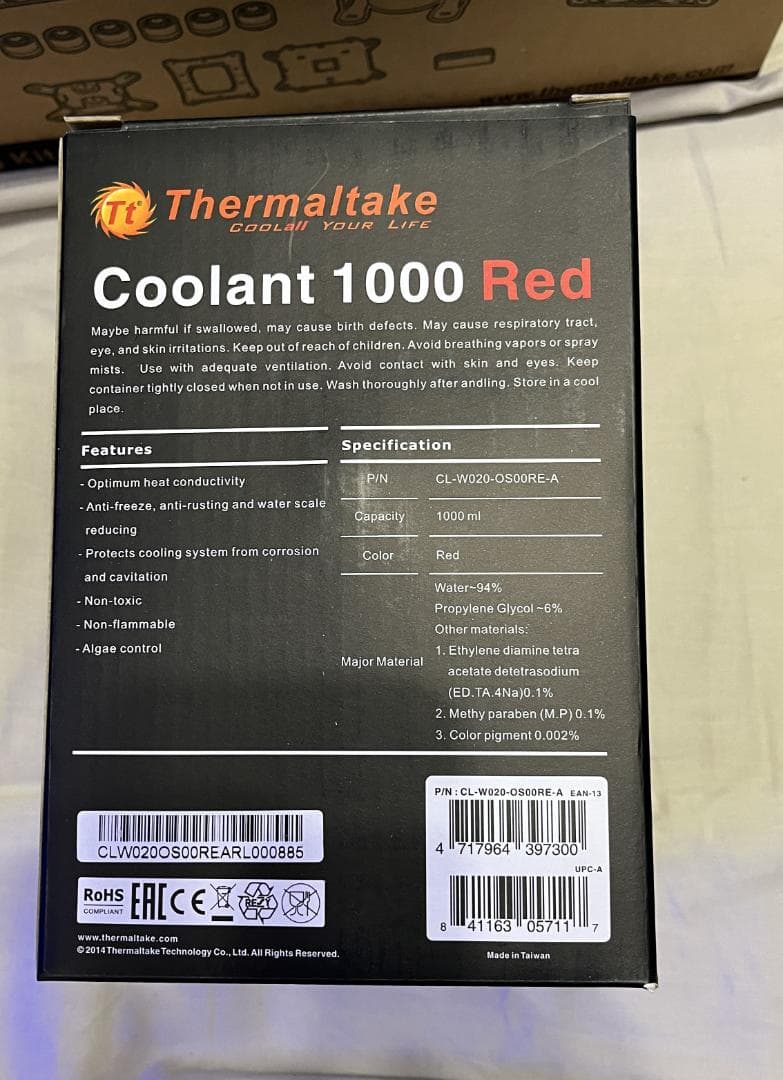 www.thermaltake.com
Kit
Tt
Thermaltake
COOLall YOUR LIFE
Coolant 1000 Red
Maybe harmful if swallowed, may cause birth defects. May cause respiratory tract,
eye, and skin irritations. Keep out of reach of children. Avoid breathing vapors or spray
mists. Use with adequate ventilation. Avoid contact with skin and eyes. Keep
container tightly closed when not in use. Wash thoroughly after andling. Store in a cool
place.
Features
- Optimum heat conductivity
- Anti-freeze, anti-rusting and water scale
reducing
- Protects cooling system from corrosion
and cavitation
- Non-toxic
- Non-flammable
- Algae control
Specification
P/N CL-W020-OS00RE-A
Capacity 1000 ml
Color Red
Major Material
Water~94%
Propylene Glycol ~6%
Other materials:
1. Ethylene diamine tetra
acetate detetrasodium
(ED.TA.4Na)0.1%
2. Methy paraben (M.P) 0.1%
3. Color pigment 0.002%
CLW020OS00REARL000885
RoHS
COMPLIANT
EAC CE
REZY
www.thermaltake.com
©2014 Thermaltake Technology Co., Ltd. All Rights Reserved.
P/N : CL-W020-OS00RE-A EAN-13
4 717964 397300
UPC-A
8 41163 05711 7
Made in Taiwan